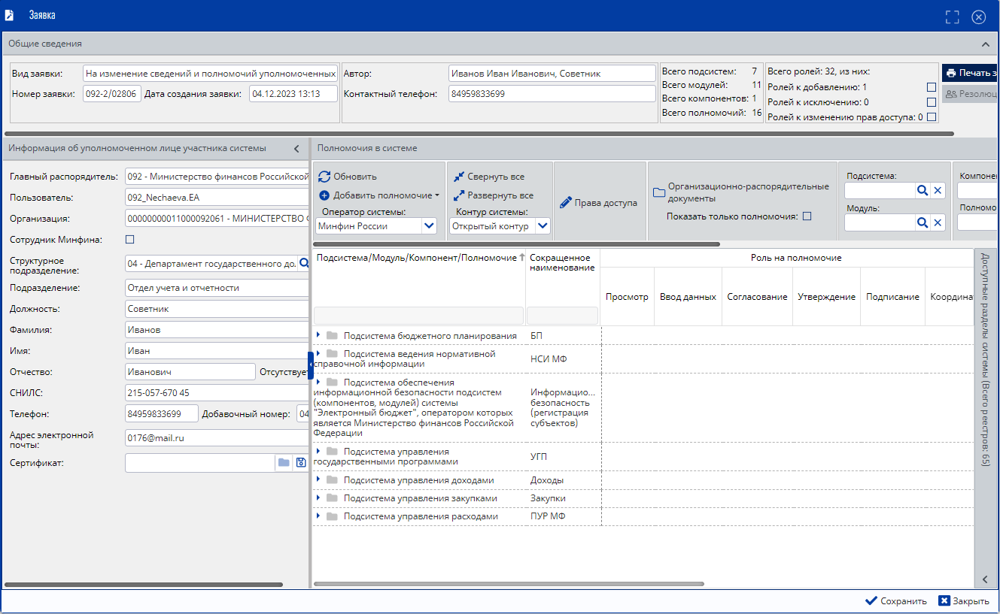 Заявка
Общие сведения
Вид заявки: На изменение сведений и полномочий уполномоченных
Номер заявки: 092-2/02806 Дата создания заявки: 04.12.2023 13:13
Автор: Иванов Иван Иванович, Советник
Контактный телефон: 84959833699
Всего подсистем: 7
Всего модулей: 11
Всего компонентов: 1
Всего полномочий: 16
Всего ролей: 32, из них:
Ролей к добавлению: 1
Ролей к исключению: 0
Ролей к изменению прав доступа: 0
Печать з
Резолюц
Информация об уполномоченном лице участника системы
Главный распорядитель: 092 - Министерство финансов Российской
Пользователь: 092_Nechaeva.EA
Организация: 00000000011000092061 - МИНИСТЕРСТВО
Сотрудник Минфина:
Структурное
подразделение: 04 - Департамент государственного до.
Подразделение: Отдел учета и отчетности
Должность: Советник
Фамилия: Иванов
Имя: Иван
Отчество: Иванович Отсутствуе
СНИЛС: 215-057-670 45
Телефон: 84959833699 Добавочный номер: 04
Адрес электронной
почты: 0176@mail.ru
Сертификат:
Полномочия в системе
Обновить
Добавить полномочие
Оператор системы:
Минфин России
Свернуть все
Развернуть все
Контур системы:
Открытый контур
Права доступа
Организационно-распорядительные
документы
Показать только полномочия:
Подсистема:
Модуль:
Компонен
Полномо
Подсистема/Модуль/Компонент/Полномочие
Сокращенное
наименование
Роль на полномочие
Просмотр Ввод данных Согласование Утверждение Подписание Координа
Подсистема бюджетного планирования БП
Подсистема ведения нормативной
справочной информации НСИ МФ
Подсистема обеспечения
информационной безопасности подсистем
(компонентов, модулей) системы
"Электронный бюджет", оператором которых
является Министерство финансов Российской
Федерации
Информацио...
безопасность
(регистрация
субъектов)
Подсистема управления
государственными программами УГП
Подсистема управления доходами Доходы
Подсистема управления закупками Закупки
Подсистема управления расходами ПУР МФ
Доступные разделы системы (Всего реестров: 65)
Сохранить
Закрыть